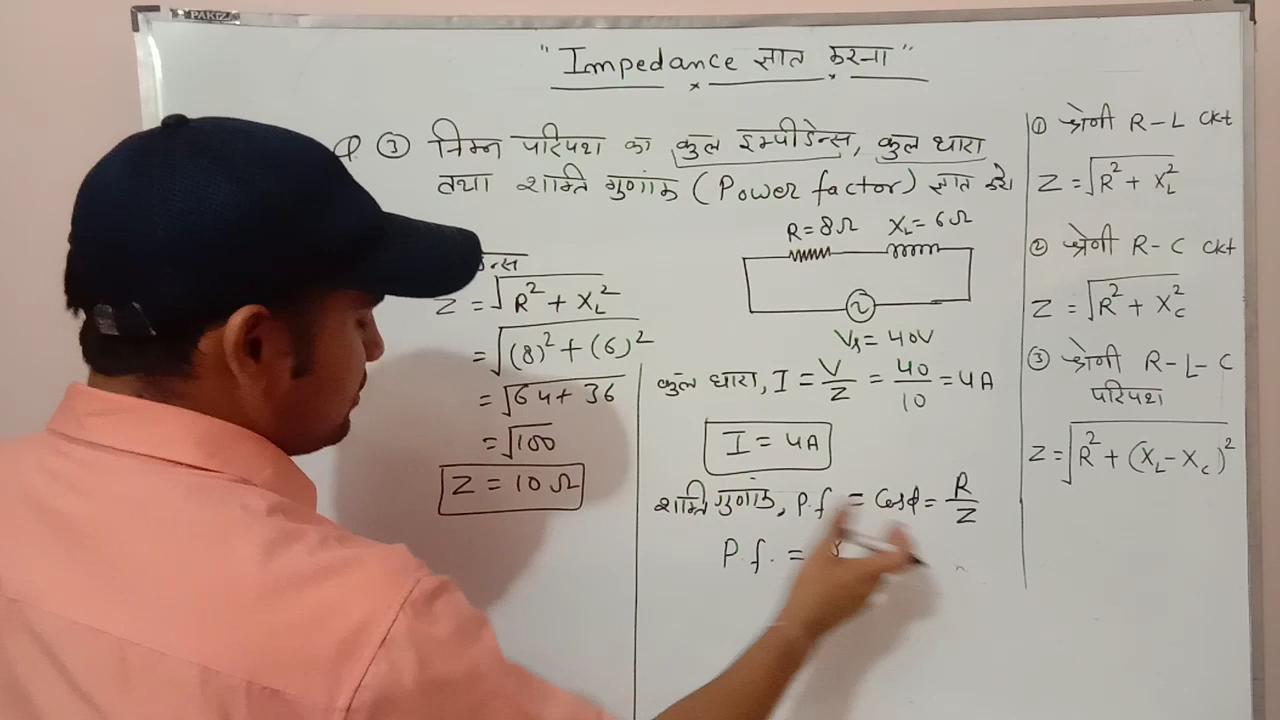 PAKIZA
"Impedance ज्ञात करना"
Q ③ निम्न परिपथ का कुल इम्पीडेन्स, कुल धारा
तथा शक्ति गुणांक (Power factor) ज्ञात करो
R=8Ω X_L=6Ω
V_s = 40V
Z = √R² + X_L²
= √(8)² + (6)²
= √64 + 36
= √100
Z = 10Ω
कुल धारा, I = V/Z = 40/10 = 4A
I = 4A
शक्ति गुणांक, P.f = Cosϕ = R/Z
P.f. = 8
① श्रेणी R-L Ckt
Z = √R² + X_L²
② श्रेणी R-C Ckt
Z = √R² + X_C²
③ श्रेणी R-L-C
परिपथ
Z = √R² + (X_L - X_C)²